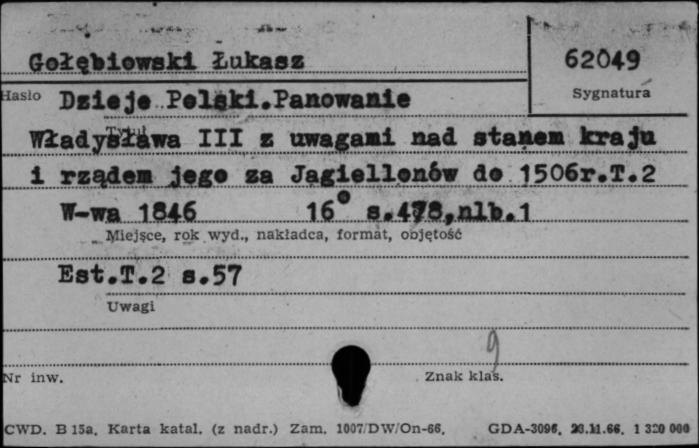 Gołębiowski Łukasz
62049
Hasło
Sygnatura
Dzieje Polski.Panowanie
Tytuł
Władysława III z uwagami nad stanem kraju
i rządem jego za Jagiellonów do 1506r.T.2
W-wa 1846 16° s.478,nlb.1
Miejsce, rok wyd., nakładca, format, objętość
Est.T.2 s.57
Uwagi
9
Nr inw.
Znak klas.
CWD. B 15a. Karta katal. (z nadr.) Zam. 1007/DW/On-66. GDA-3096. 23.11.66. 1 320 000